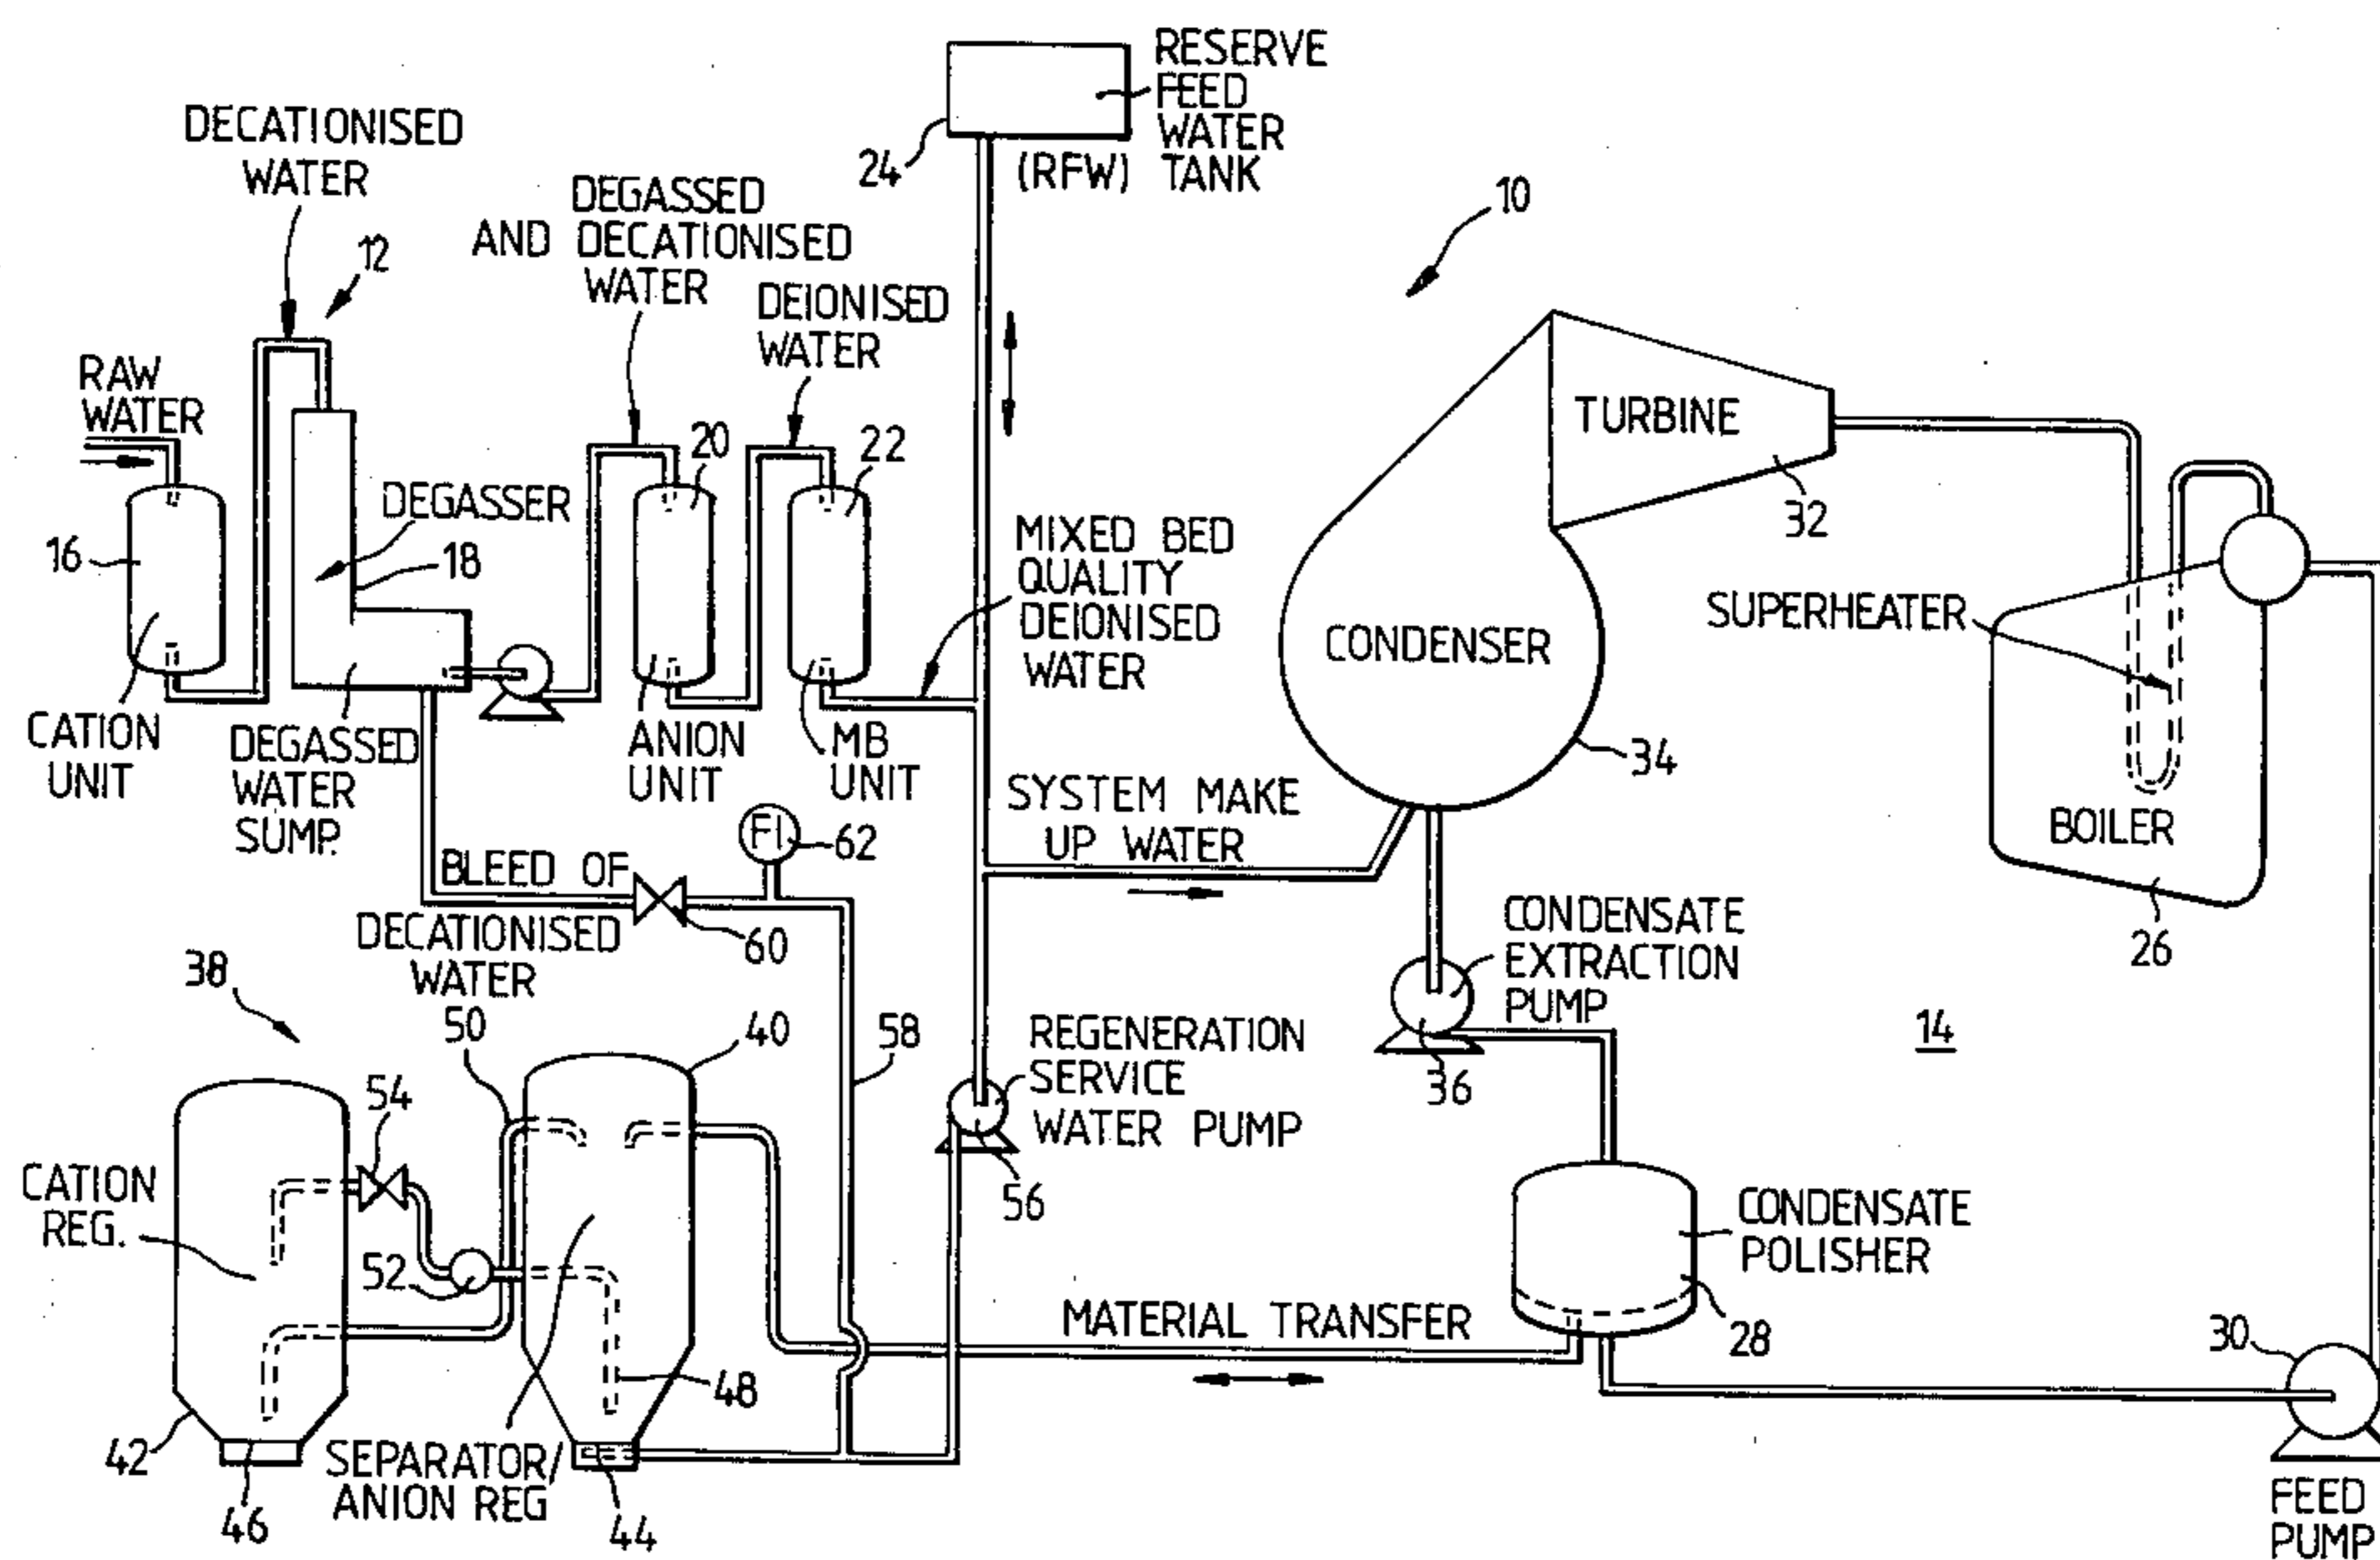 RESERVE
FEED
WATER
(RFW) TANK
24
DECATIONISED
WATER
12
DEGASSED
AND DECATIONISED
WATER
DEIONISED
WATER
10
RAW
WATER
16
CATION
UNIT
DEGASSER
18
DEGASSED
WATER
SUMP.
20
ANION
UNIT
22
MB
UNIT
MIXED BED
QUALITY
DEIONISED
WATER
TURBINE
32
CONDENSER
34
SUPERHEATER
BOILER
26
SYSTEM MAKE
UP WATER
FI
62
BLEED OF
DECATIONISED
WATER
60
CONDENSATE
EXTRACTION
PUMP
36
14
38
50
40
58
54
REGENERATION
SERVICE
WATER PUMP
56
CATION
REG.
52
CONDENSATE
POLISHER
28
MATERIAL TRANSFER
30
FEED
PUMP
48
42
46
SEPARATOR/
ANION REG
44